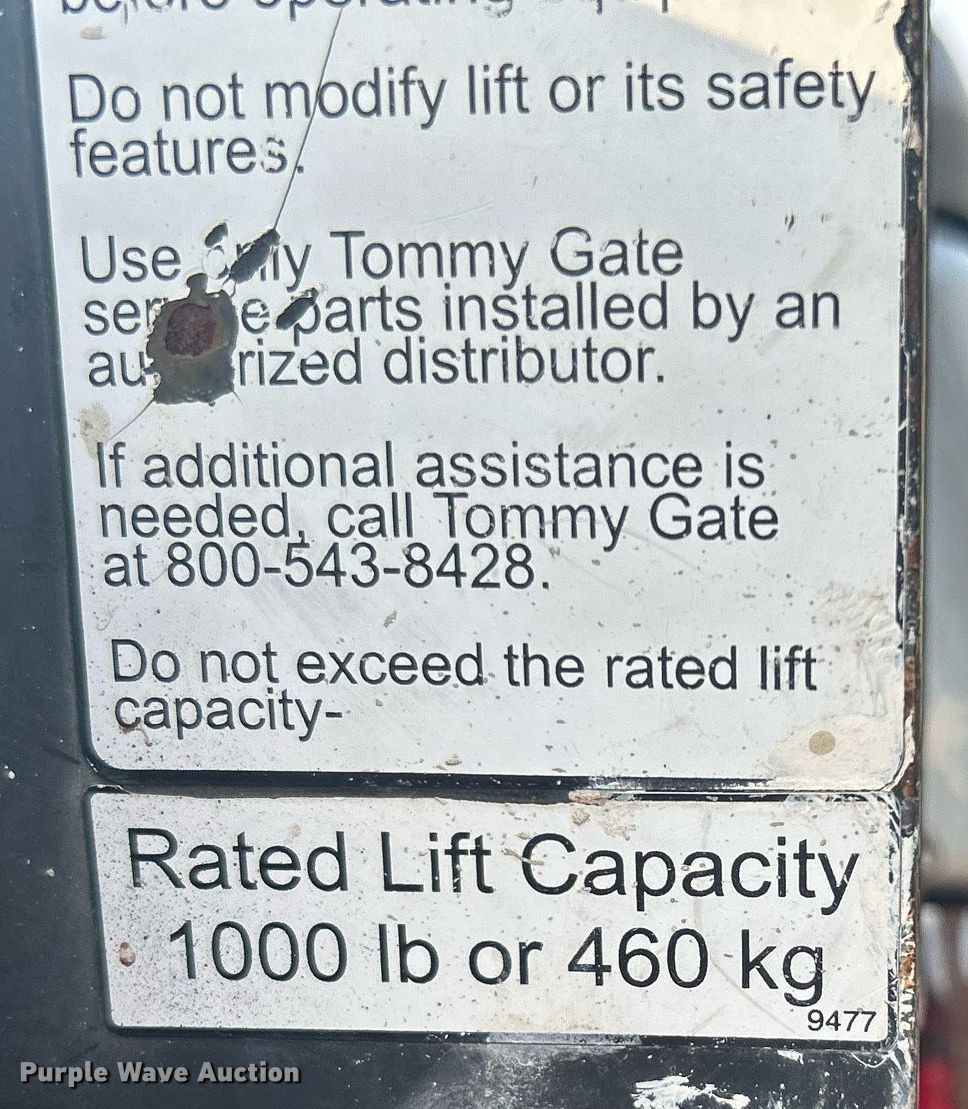 before operating
Do not modify lift or its safety
features.
Use only Tommy Gate
service parts installed by an
authorized distributor.
If additional assistance is
needed, call Tommy Gate
at 800-543-8428.
Do not exceed the rated lift
capacity-
Rated Lift Capacity
1000 lb or 460 kg
9477
Purple Wave Auction